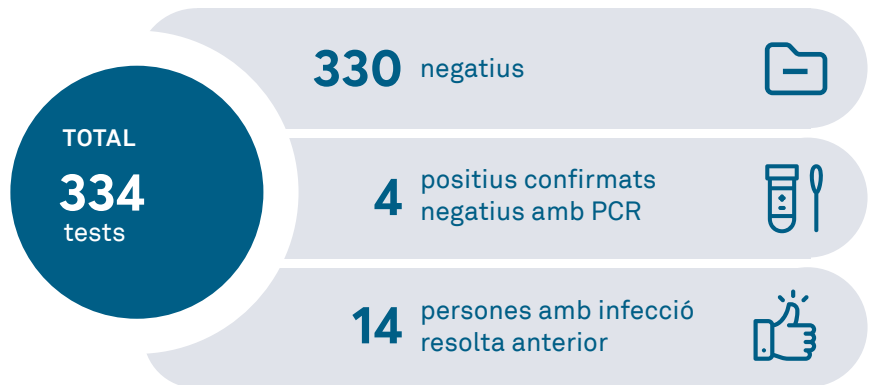 TOTAL
334
tests
330 negatius
4 positius confirmats
negatius amb PCR
14 persones amb infecció
resolta anterior